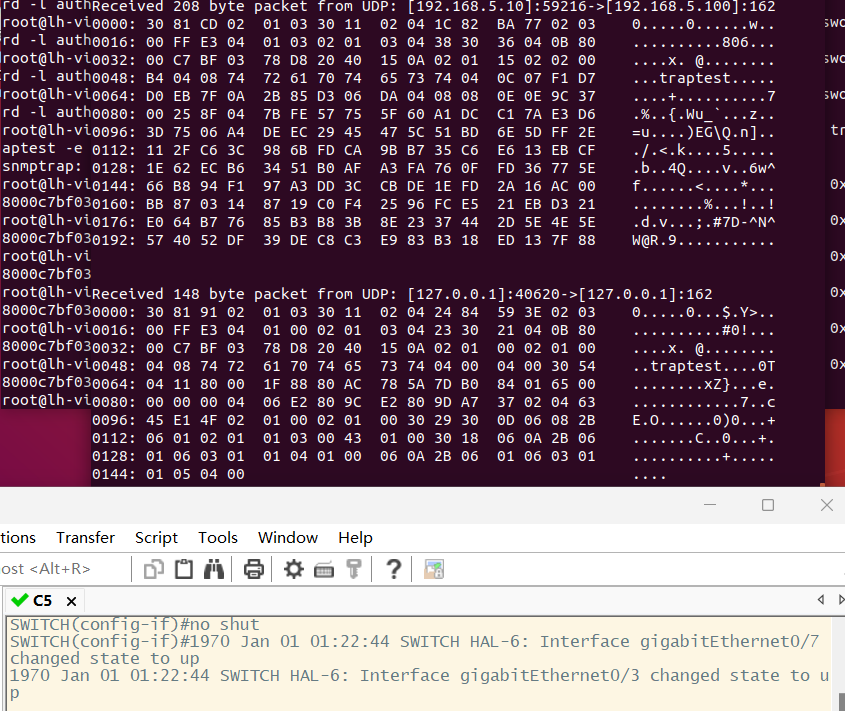 rd -l authReceived 208 byte packet from UDP: [192.168.5.10]:59216->[192.168.5.100]:162
root@lh-vi0000: 30 81 CD 02  01 03 30 11  02 04 1C 82  BA 77 02 03    0.....0......w..
rd -l auth0016: 00 FF E3 04  01 03 02 01  03 04 38 30  36 04 0B 80    ..........806...
root@lh-vi0032: 00 C7 BF 03  78 D8 20 40  15 0A 02 01  15 02 02 00    ....x. @........
rd -l auth0048: B4 04 08 74  72 61 70 74  65 73 74 04  0C 07 F1 D7    ...traptest.....
root@lh-vi0064: D0 EB 7F 0A  2B 85 D3 06  DA 04 08 08  0E 0E 9C 37    ....+..........7
rd -l auth0080: 00 25 8F 04  7B FE 57 75  5F 60 A1 DC  C1 7A E3 D6    .%..{.Wu_`...z..
root@lh-vi0096: 3D 75 06 A4  DE EC 29 45  47 5C 51 BD  6E 5D FF 2E    =u....)EG\Q.n]..
aptest -e 0112: 11 2F C6 3C  98 6B FD CA  9B B7 35 C6  E6 13 EB CF    ./.<.k....5.....
snmptrap: 0128: 1E 62 EC B6  34 51 B0 AF  A3 FA 76 0F  FD 36 77 5E    .b..4Q....v..6w^
root@lh-vi0144: 66 B8 94 F1  97 A3 DD 3C  CB DE 1E FD  2A 16 AC 00    f......<....*...
8000c7bf030160: BB 87 03 14  87 19 C0 F4  25 96 FC E5  21 EB D3 21    ........%...!..!
root@lh-vi0176: E0 64 B7 76  85 B3 B8 3B  8E 23 37 44  2D 5E 4E 5E    .d.v...;.#7D-^N^
8000c7bf030192: 57 40 52 DF  39 DE C8 C3  E9 83 B3 18  ED 13 7F 88    W@R.9...........
root@lh-vi
8000c7bf03
root@lh-viReceived 148 byte packet from UDP: [127.0.0.1]:40620->[127.0.0.1]:162
8000c7bf030000: 30 81 91 02  01 03 30 11  02 04 24 84  59 3E 02 03    0.....0...$.Y>..
root@lh-vi0016: 00 FF E3 04  01 00 02 01  03 04 23 30  21 04 0B 80    ..........#0!...
8000c7bf030032: 00 C7 BF 03  78 D8 20 40  15 0A 02 01  00 02 01 00    ....x. @........
root@lh-vi0048: 04 08 74 72  61 70 74 65  73 74 04 00  04 00 30 54    ..traptest....0T
8000c7bf030064: 04 11 80 00  1F 88 80 AC  78 5A 7D B0  84 01 65 00    ........xZ}...e.
root@lh-vi0080: 00 00 00 04  06 E2 80 9C  E2 80 9D A7  37 02 04 63    ............7..c
0096: 45 E1 4F 02  01 00 02 01  00 30 29 30  0D 06 08 2B    E.O......0)0...+
0112: 06 01 02 01  01 03 00 43  01 00 30 18  06 0A 2B 06    .......C..0...+.
0128: 01 06 03 01  01 04 01 00  06 0A 2B 06  01 06 03 01    ..........+.....
0144: 01 05 04 00    ....
swo
swo
swo
tr
0x
0x
0x
0x
0x
0x
tions Transfer Script Tools Window Help
ost <Alt+R>
C5
SWITCH(config-if)#no shut
SWITCH(config-if)#1970 Jan 01 01:22:44 SWITCH HAL-6: Interface gigabitEthernet0/7
changed state to up
1970 Jan 01 01:22:44 SWITCH HAL-6: Interface gigabitEthernet0/3 changed state to u
p